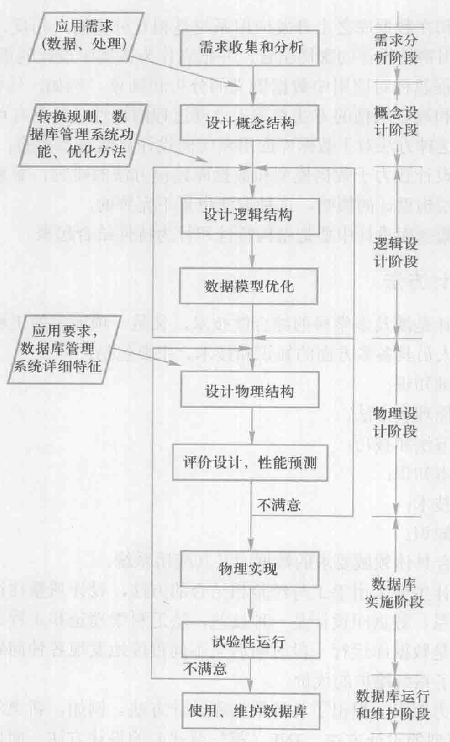 应用需求
(数据、处理)
需求收集和分析
需求分
析阶段
设计概念结构
概念设
计阶段
转换规则、数
据库管理系统功
能、优化方法
设计逻辑结构
逻辑设
计阶段
数据模型优化
应用要求,
数据库管理
系统详细特征
设计物理结构
物理设
计阶段
评价设计,性能预测
不满意
物理实现
数据库
实施阶段
试验性运行
不满意
使用、维护数据库
数据库运行
和维护阶段